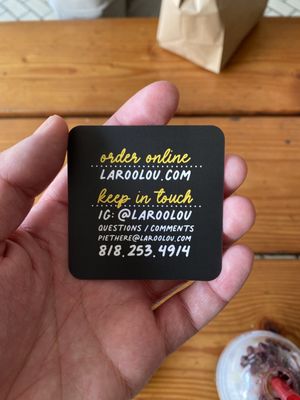 order online
LAROOLOU.COM
keep in touch
IG: @LAROOLOU
QUESTIONS / COMMENTS
PIETHERE@LAROOLOU.COM
818.253.4914